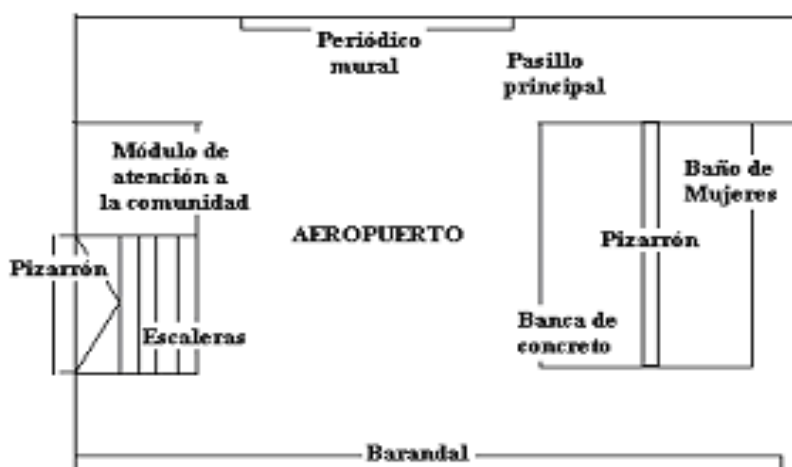 Periódico
mural
Pasillo
principal
Módulo de
atención a
la comunidad
Baño de
Mujeres
AEROPUERTO
Pizarrón
Pizarrón
Escaleras
Banca de
concreto
Barandal